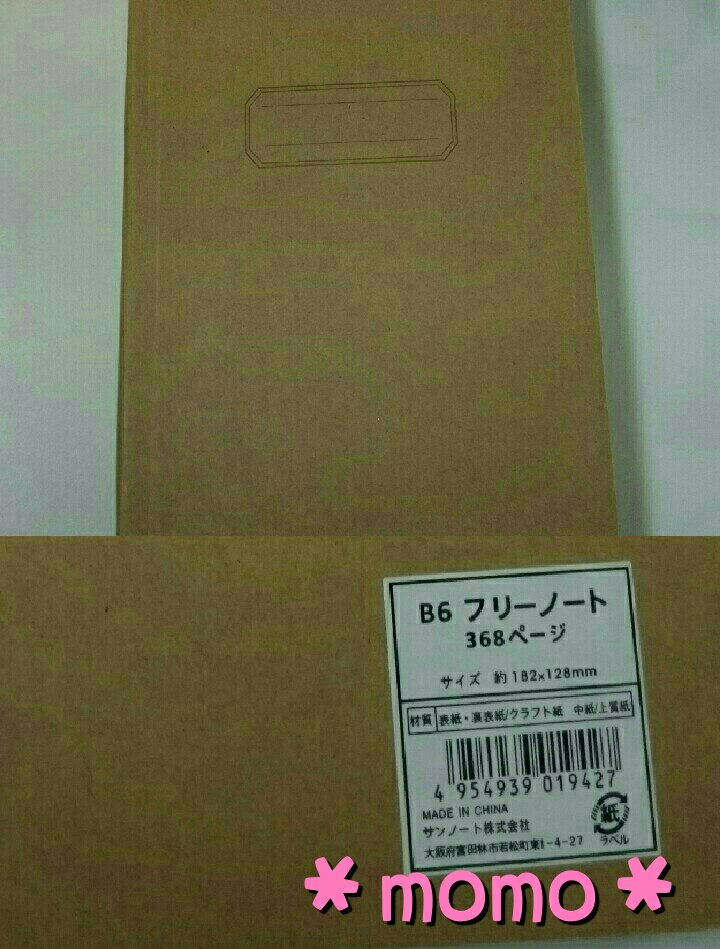 B6 フリーノート
368ページ
サイズ 約182×128mm
材質 表紙・裏表紙/クラフト紙 中紙/上質紙
4 954939 019427
MADE IN CHINA
サンノート株式会社
大阪府富田林市若松町東1-4-27
紙
ラベル
* momo *